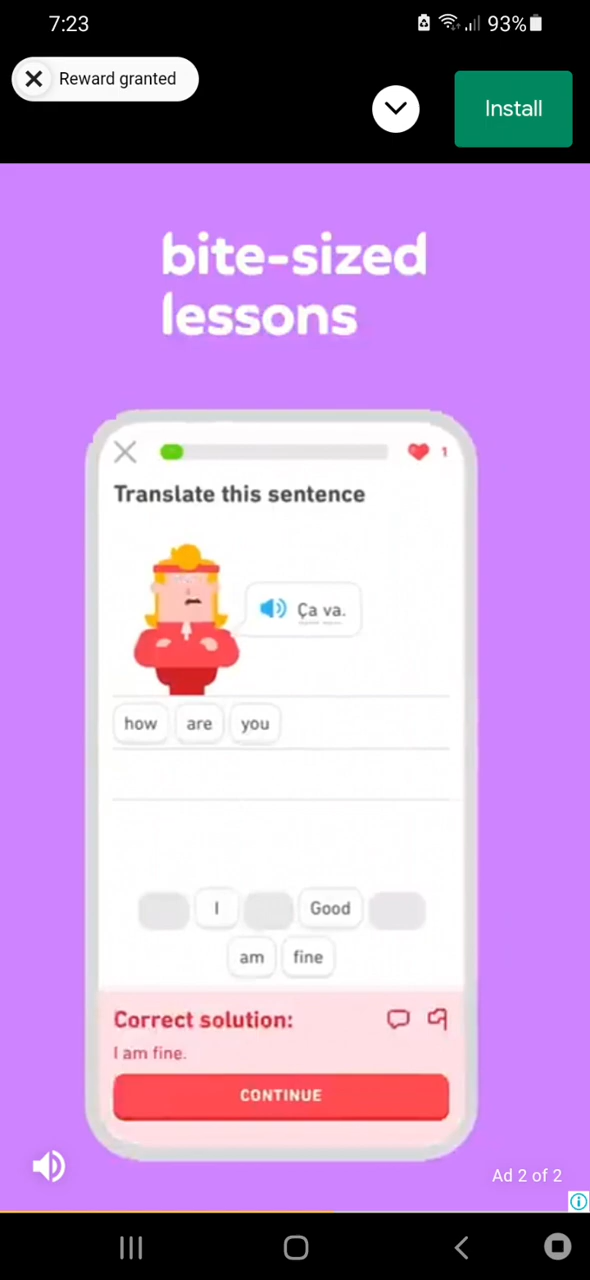 7:23
93%
Reward granted
Install
bite-sized
lessons
1
Translate this sentence
Ça va.
how are you
I Good
am fine
Correct solution:
I am fine.
CONTINUE
Ad 2 of 2